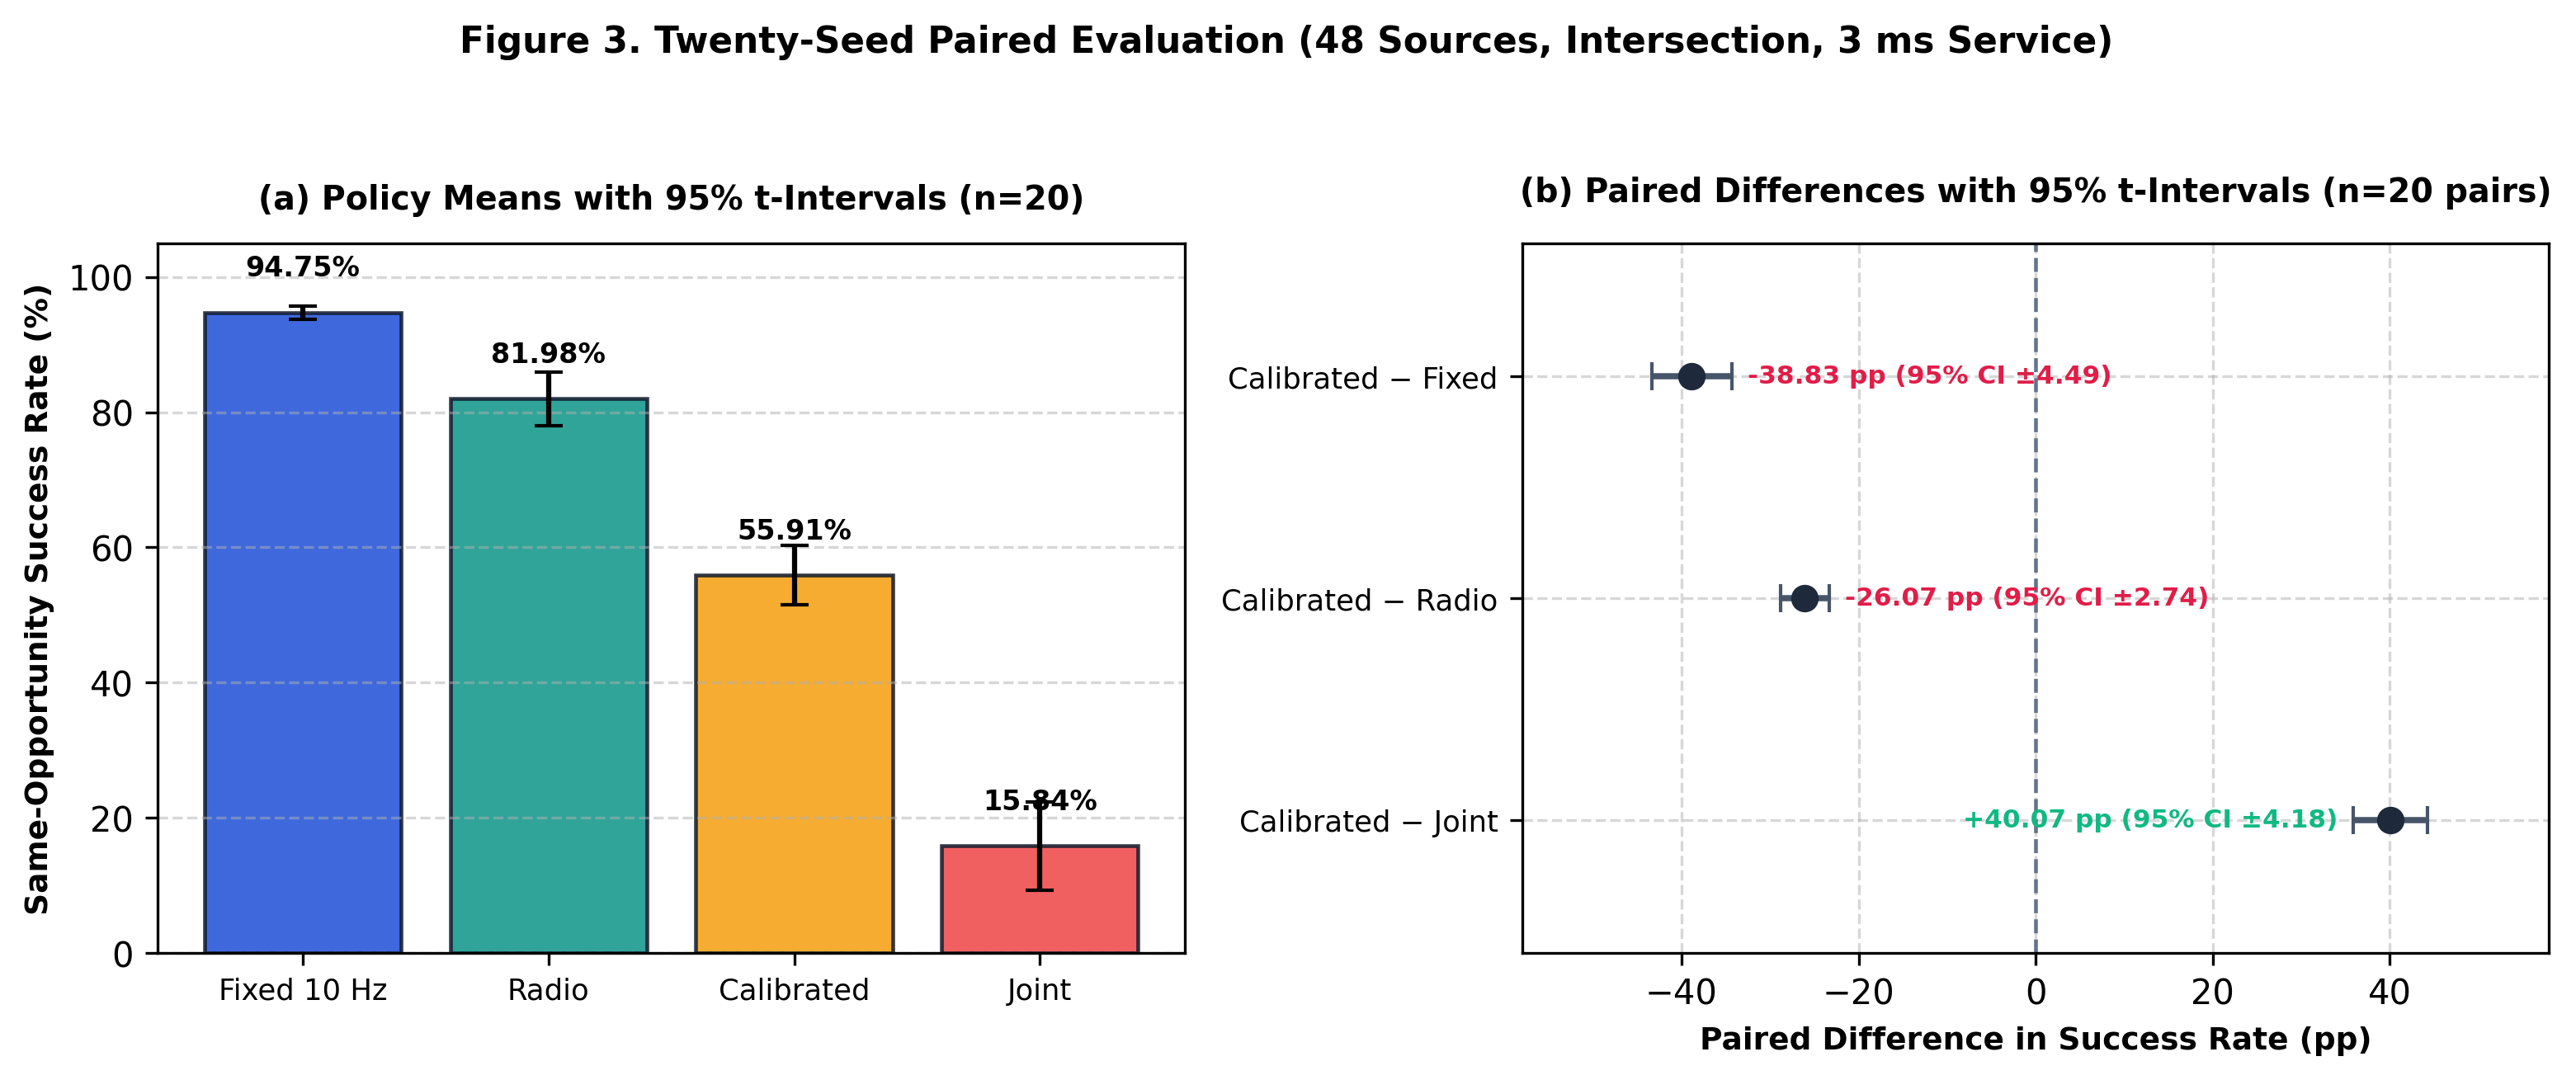 Figure 3. Twenty-Seed Paired Evaluation (48 Sources, Intersection, 3 ms Service)
(a) Policy Means with 95% t-Intervals (n=20)
Same-Opportunity Success Rate (%)
100
80
60
40
20
0
94.75%
81.98%
55.91%
15.84%
Fixed 10 Hz
Radio
Calibrated
Joint
(b) Paired Differences with 95% t-Intervals (n=20 pairs)
Calibrated − Fixed
-38.83 pp (95% CI ±4.49)
Calibrated − Radio
-26.07 pp (95% CI ±2.74)
Calibrated − Joint
+40.07 pp (95% CI ±4.18)
−40
−20
0
20
40
Paired Difference in Success Rate (pp)